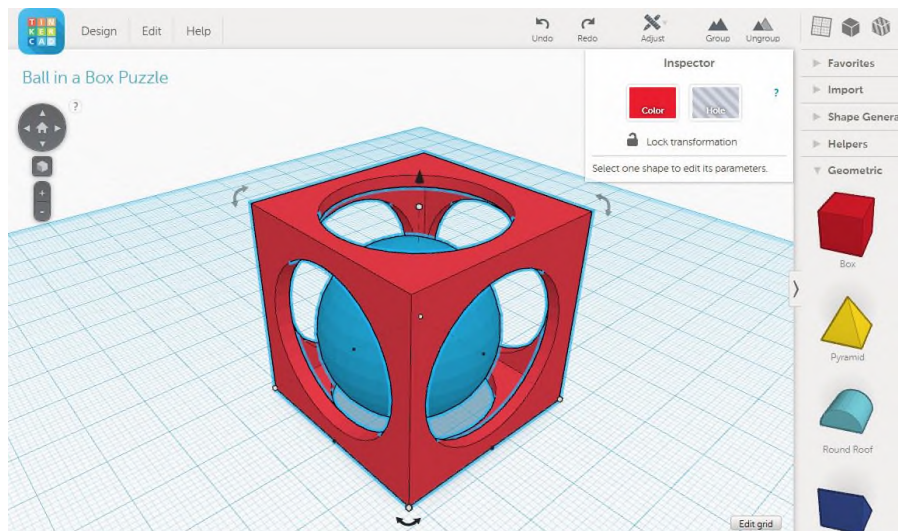 TIN
KER
CAD
Design
Edit
Help
Undo
Redo
Adjust
Group
Ungroup
Ball in a Box Puzzle
?
+
-
Inspector
Color
Hole
?
Lock transformation
Select one shape to edit its parameters.
Favorites
Import
Shape Genera
Helpers
Geometric
Box
Pyramid
Round Roof
Edit grid